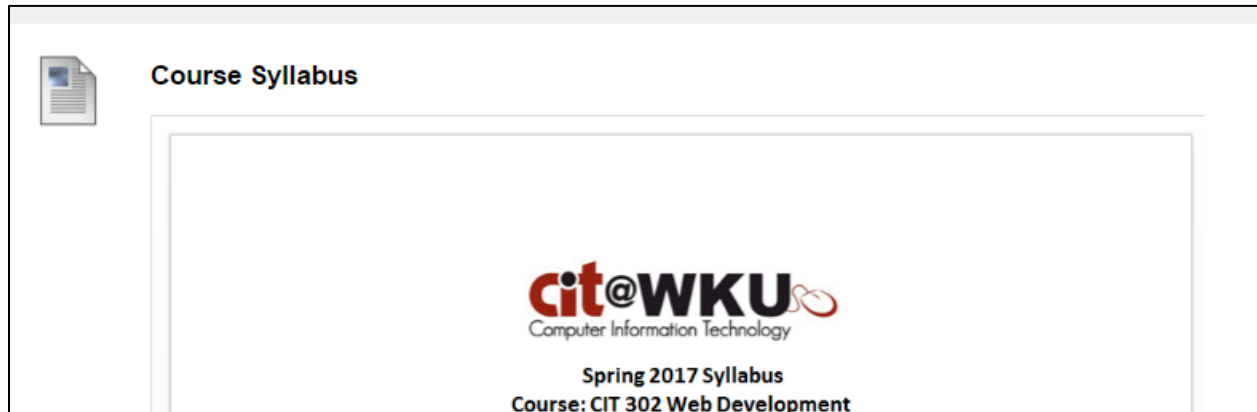 Course Syllabus
cit@WKU
Computer Information Technology
Spring 2017 Syllabus
Course: CIT 302 Web Development